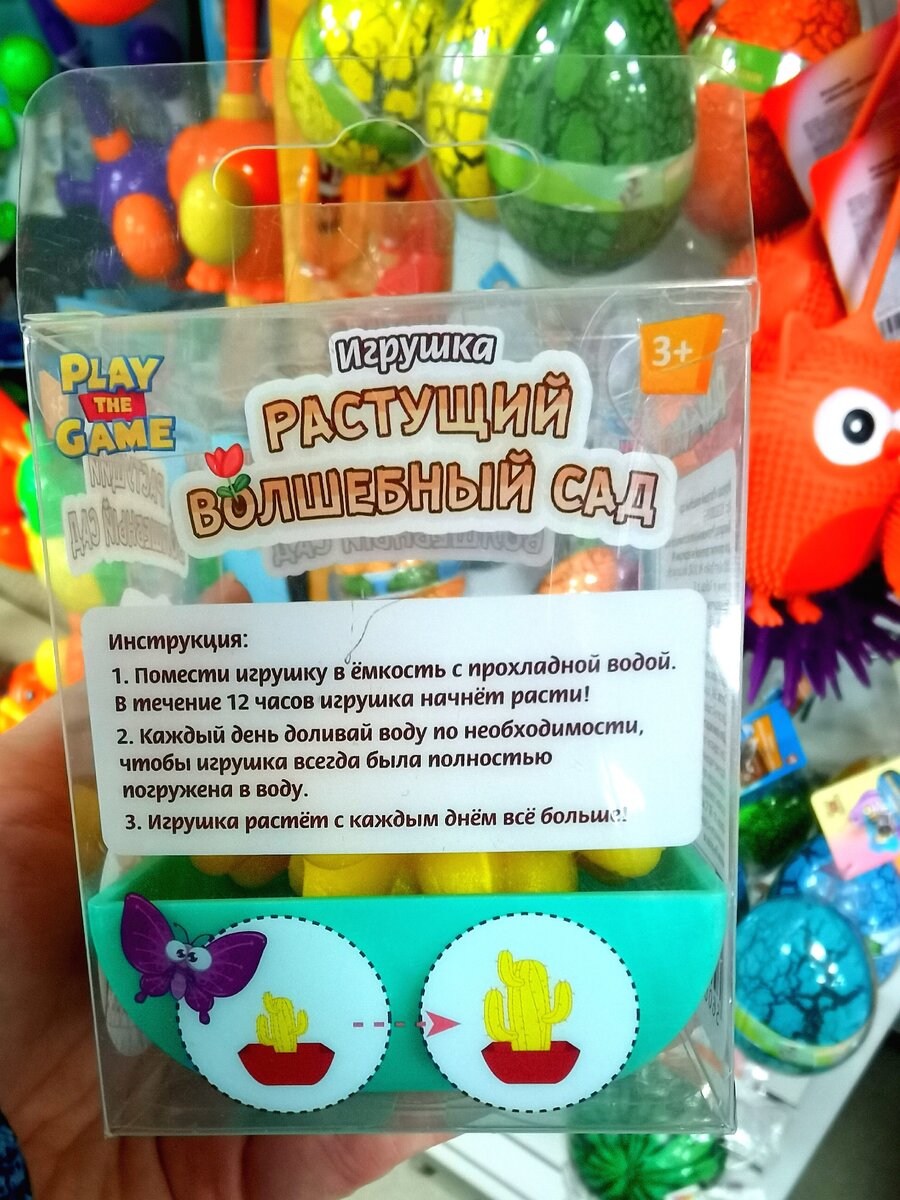 Игрушка
3+
PLAY
THE
GAME
РАСТУЩИЙ
ВОЛШЕБНЫЙ САД
Инструкция:
1. Помести игрушку в ёмкость с прохладной водой.
В течение 12 часов игрушка начнёт расти!
2. Каждый день доливай воду по необходимости,
чтобы игрушка всегда была полностью
погружена в воду.
3. Игрушка растёт с каждым днём всё больше!